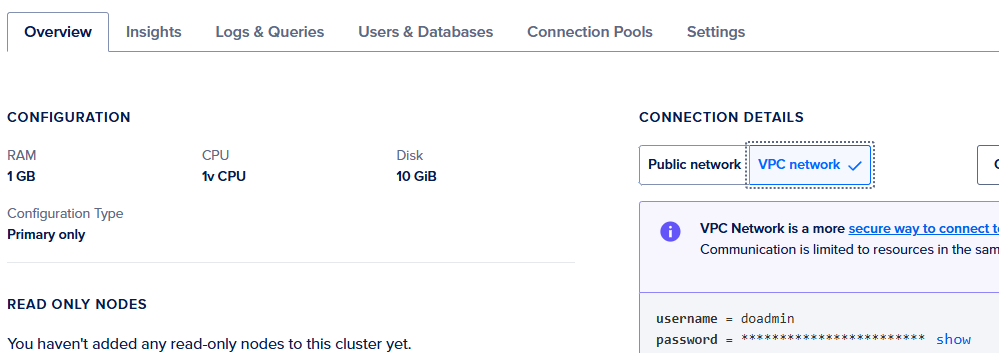 Overview Insights Logs & Queries Users & Databases Connection Pools Settings
CONFIGURATION
RAM CPU Disk
1 GB 1v CPU 10 GiB
Configuration Type
Primary only
READ ONLY NODES
You haven't added any read-only nodes to this cluster yet.
CONNECTION DETAILS
Public network VPC network
VPC Network is a more secure way to connect
Communication is limited to resources in the
username = doadmin
password = ************************ show